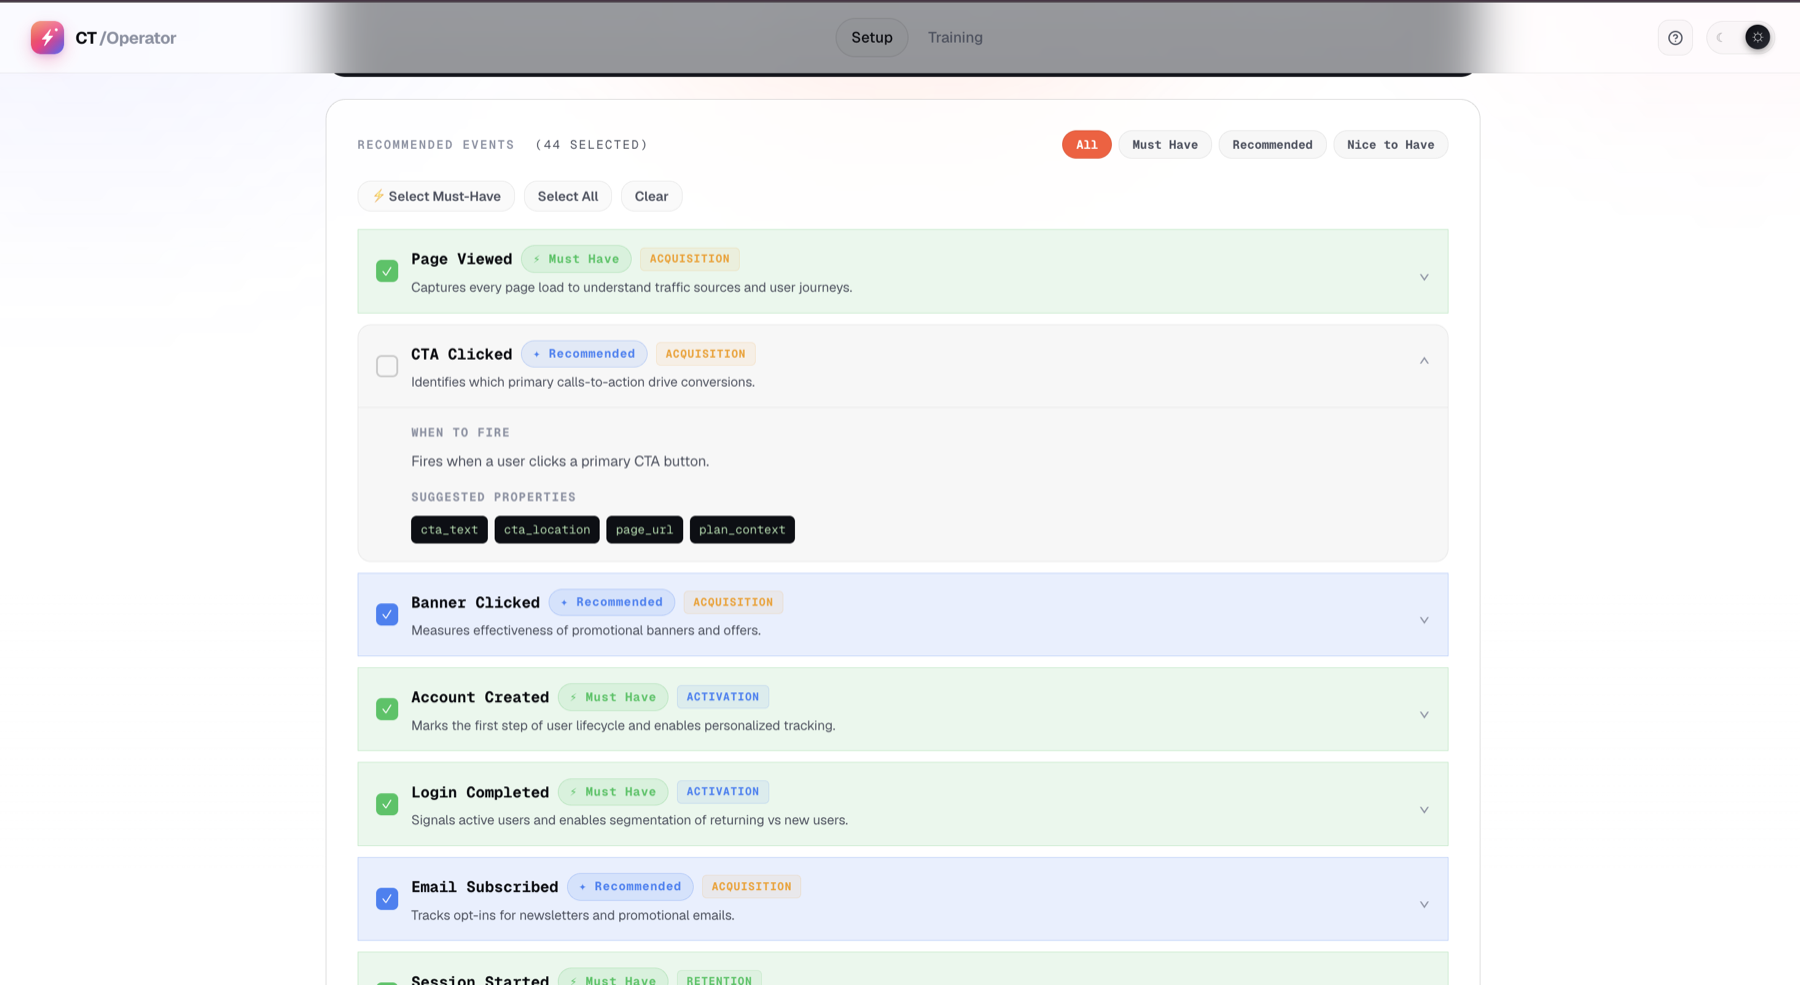 CT/Operator
Setup
Training
RECOMMENDED EVENTS (44 SELECTED)
All
Must Have
Recommended
Nice to Have
⚡ Select Must-Have
Select All
Clear
Page Viewed ⚡ Must Have ACQUISITION
Captures every page load to understand traffic sources and user journeys.
CTA Clicked ✦ Recommended ACQUISITION
Identifies which primary calls-to-action drive conversions.
WHEN TO FIRE
Fires when a user clicks a primary CTA button.
SUGGESTED PROPERTIES
cta_text cta_location page_url plan_context
Banner Clicked ✦ Recommended ACQUISITION
Measures effectiveness of promotional banners and offers.
Account Created ⚡ Must Have ACTIVATION
Marks the first step of user lifecycle and enables personalized tracking.
Login Completed ⚡ Must Have ACTIVATION
Signals active users and enables segmentation of returning vs new users.
Email Subscribed ✦ Recommended ACQUISITION
Tracks opt-ins for newsletters and promotional emails.
Session Started ⚡ Must Have RETENTION